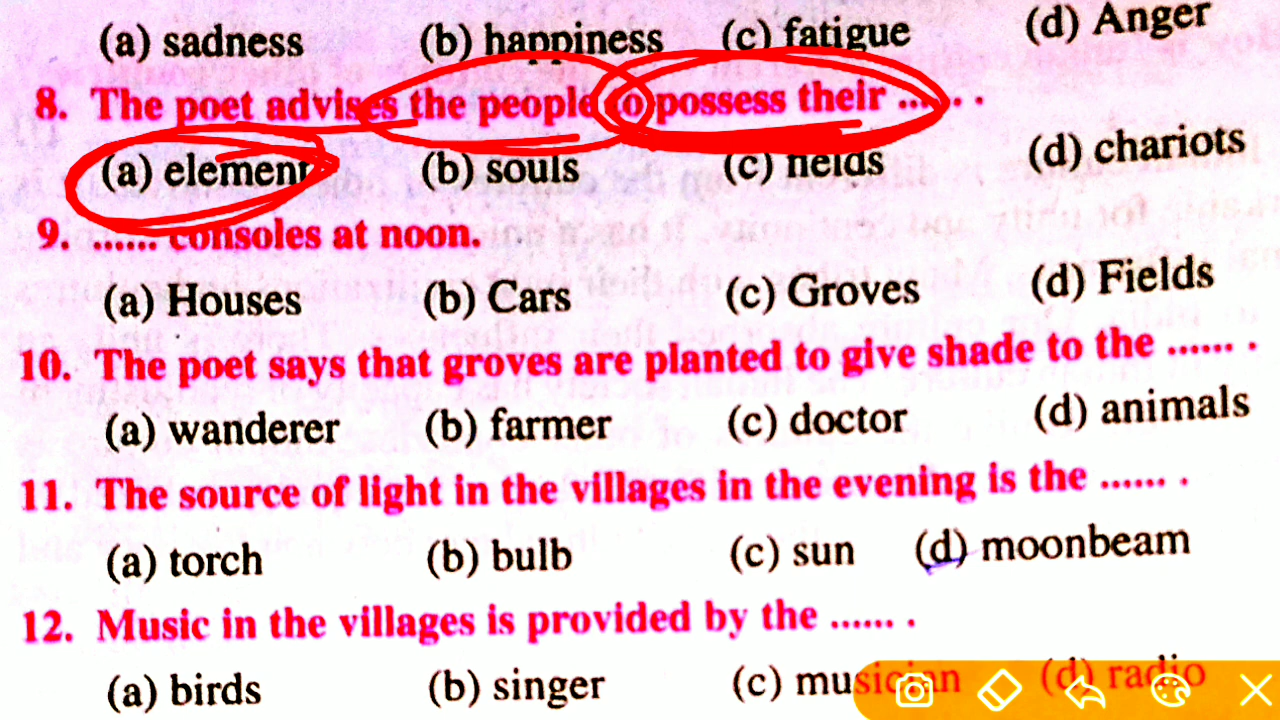 (a) sadness (b) happiness (c) fatigue (d) Anger
8. The poet advises the people to possess their ...... .
(a) element (b) souls (c) fields (d) chariots
9. ...... consoles at noon.
(a) Houses (b) Cars (c) Groves (d) Fields
10. The poet says that groves are planted to give shade to the ...... .
(a) wanderer (b) farmer (c) doctor (d) animals
11. The source of light in the villages in the evening is the ...... .
(a) torch (b) bulb (c) sun (d) moonbeam
12. Music in the villages is provided by the ...... .
(a) birds (b) singer (c) musician (d) radio